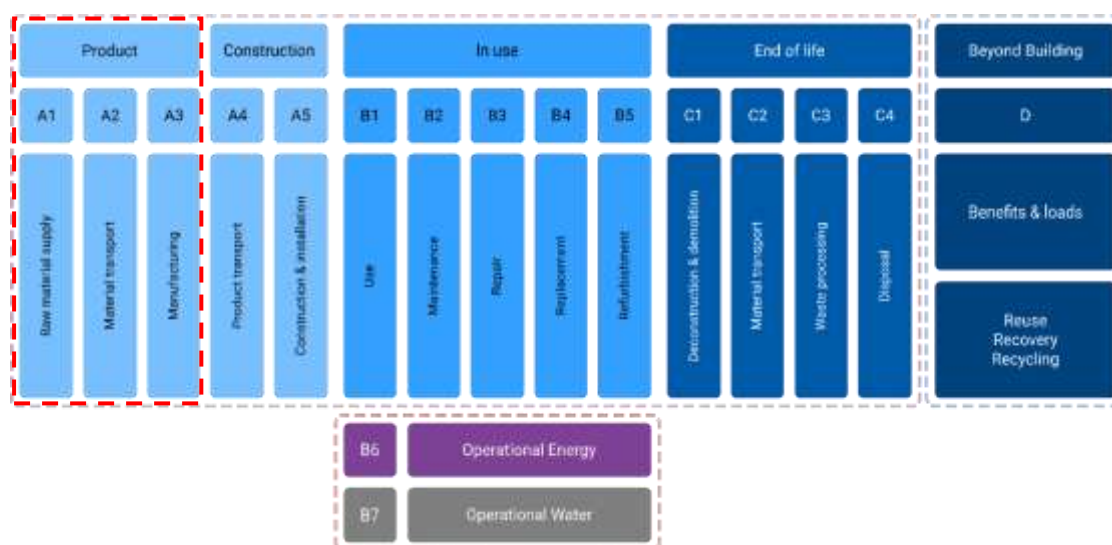 Product
Construction
In use
End of life
Beyond Building
A1
A2
A3
A4
A5
B1
B2
B3
B4
B5
C1
C2
C3
C4
D
Raw material supply
Material transport
Manufacturing
Product transport
Construction & installation
Use
Maintenance
Repair
Replacement
Refurbishment
Deconstruction & demolition
Material transport
Waste processing
Disposal
Benefits & loads
Reuse
Recovery
Recycling
B6
Operational Energy
B7
Operational Water